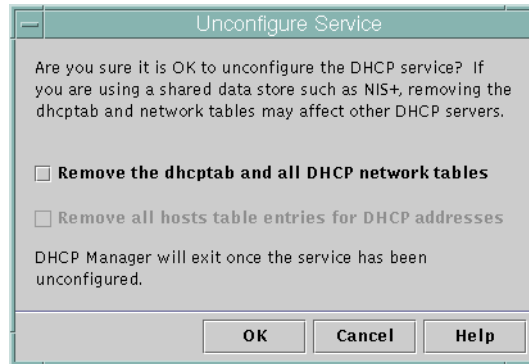 Unconfigure Service
Are you sure it is OK to unconfigure the DHCP service? If
you are using a shared data store such as NIS+, removing the
dhcptab and network tables may affect other DHCP servers.
Remove the dhcptab and all DHCP network tables
Remove all hosts table entries for DHCP addresses
DHCP Manager will exit once the service has been
unconfigured.
OK Cancel Help